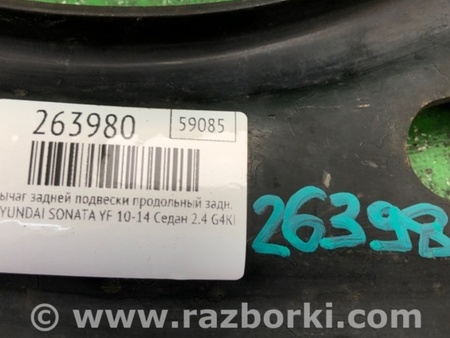 263980
59085
ычаг задней подвески продольный задн.
YUNDAI SONATA YF 10-14 Седан 2.4 G4K
26398
www.razborki.com